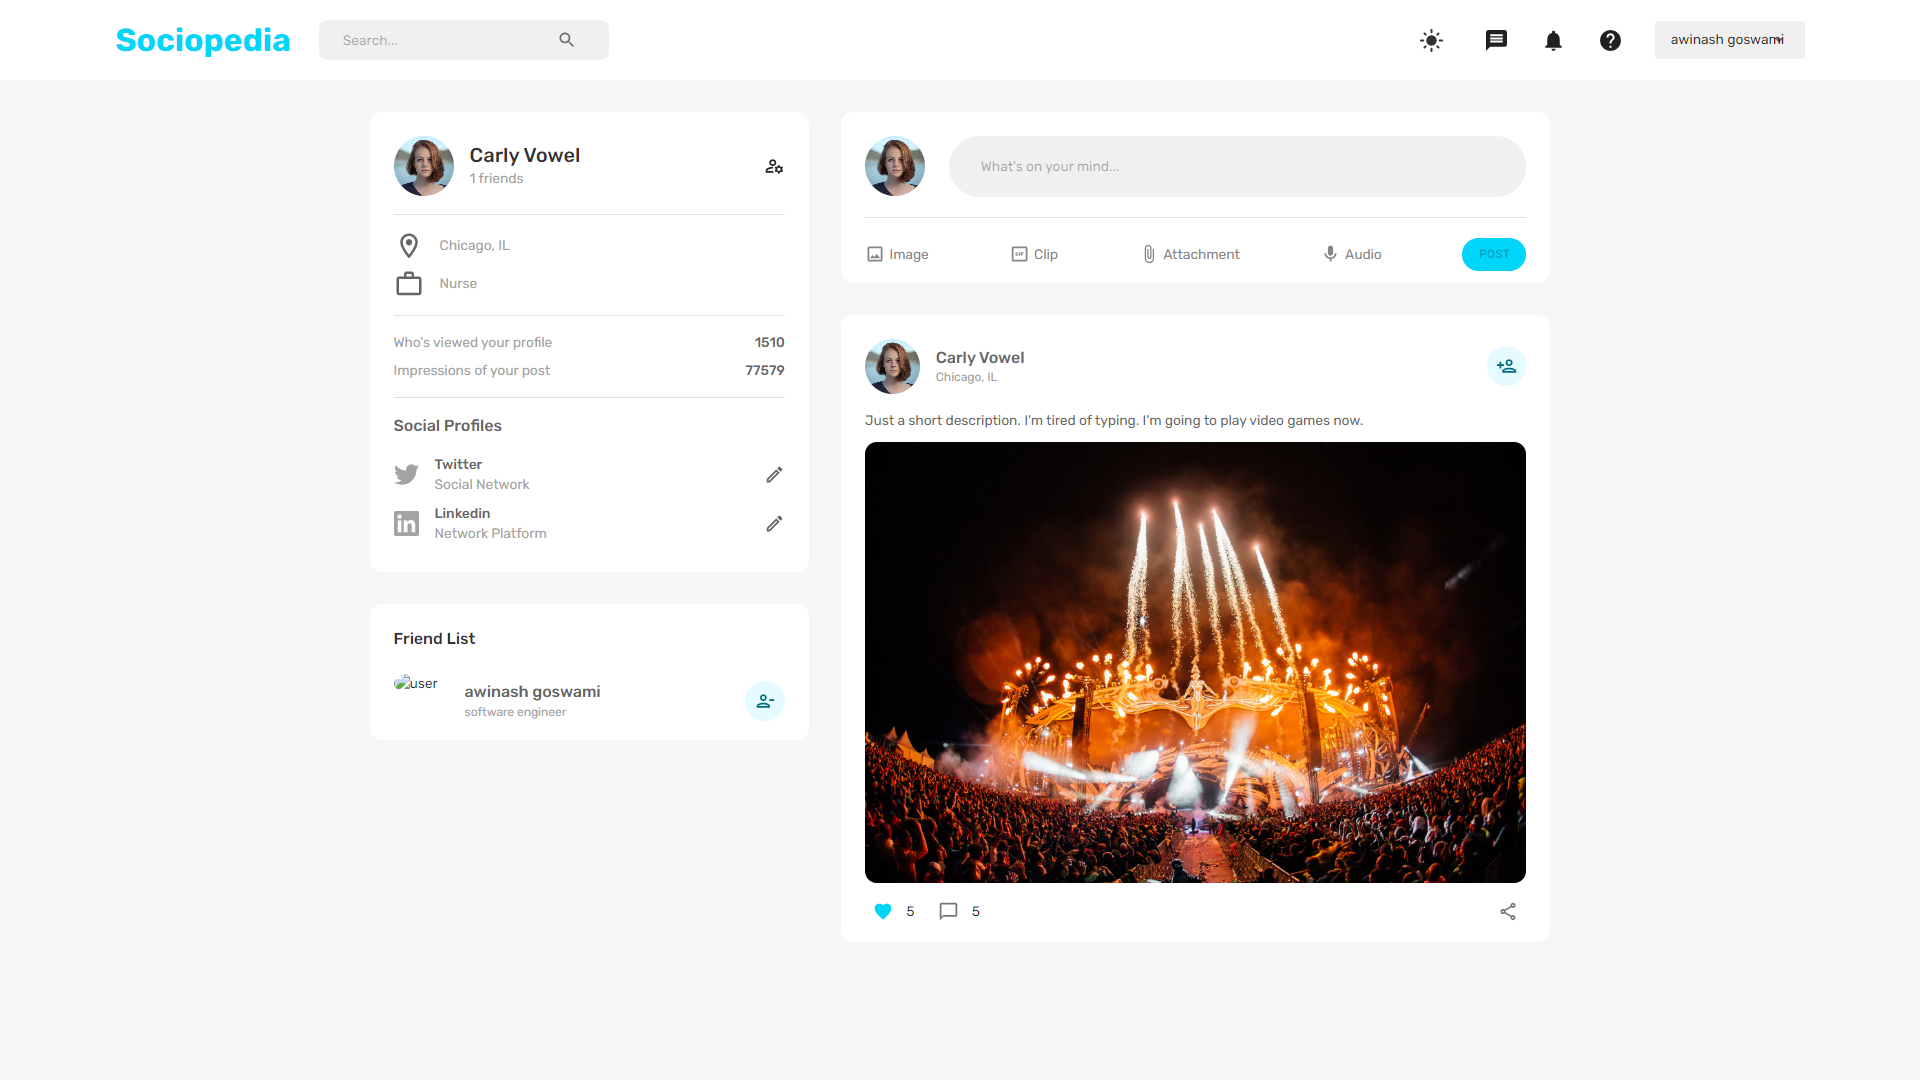 Sociopedia
Search...
awinash goswami
Carly Vowel
1 friends
Chicago, IL
Nurse
Who's viewed your profile 1510
Impressions of your post 77579
Social Profiles
Twitter
Social Network
Linkedin
Network Platform
Friend List
user
awinash goswami
software engineer
What's on your mind...
Image
GIF
Clip
Attachment
Audio
POST
Carly Vowel
Chicago, IL
Just a short description. I'm tired of typing. I'm going to play video games now.
5
5